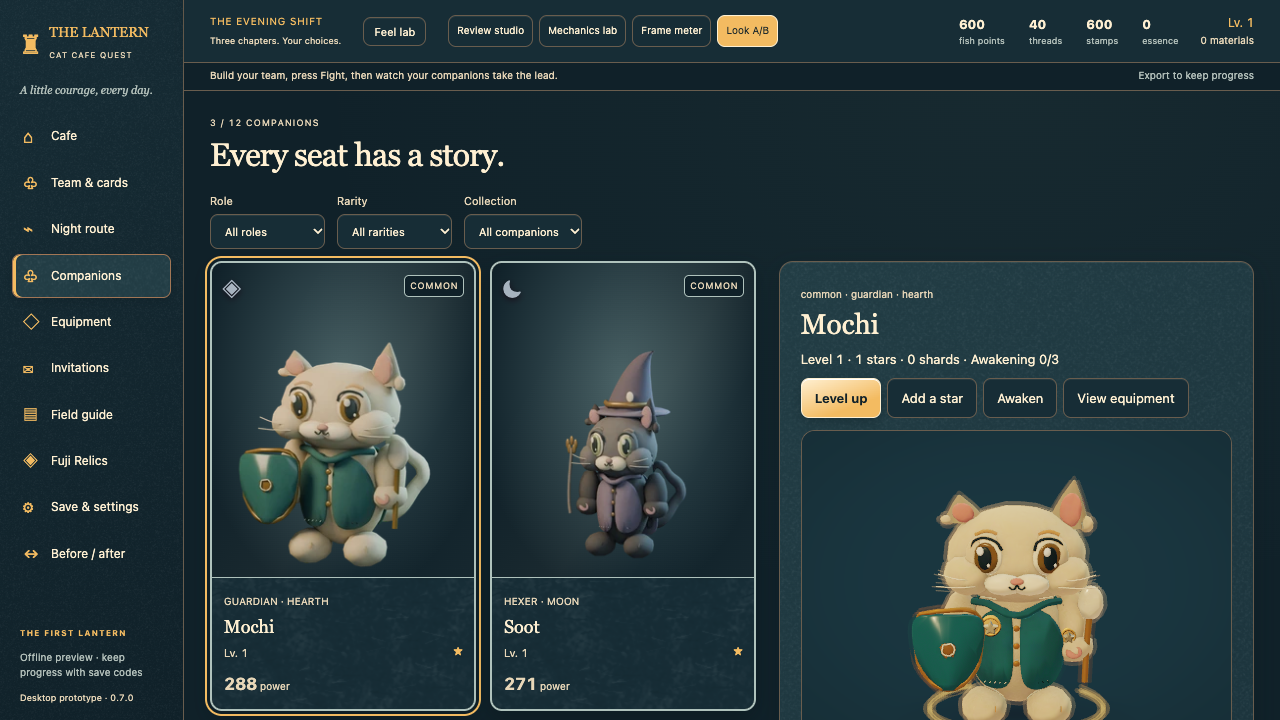 THE LANTERN
CAT CAFE QUEST
A little courage, every day.
Cafe
Team & cards
Night route
Companions
Equipment
Invitations
Field guide
Fuji Relics
Save & settings
Before / after
THE FIRST LANTERN
Offline preview · keep
progress with save codes
Desktop prototype · 0.7.0
THE EVENING SHIFT
Three chapters. Your choices.
Feel lab
Review studio
Mechanics lab
Frame meter
Look A/B
600
fish points
40
threads
600
stamps
0
essence
Lv. 1
0 materials
Build your team, press Fight, then watch your companions take the lead.
Export to keep progress
3 / 12 COMPANIONS
Every seat has a story.
Role
Rarity
Collection
All roles
All rarities
All companions
COMMON
GUARDIAN · HEARTH
Mochi
Lv. 1
288 power
COMMON
HEXER · MOON
Soot
Lv. 1
271 power
common · guardian · hearth
Mochi
Level 1 · 1 stars · 0 shards · Awakening 0/3
Level up
Add a star
Awaken
View equipment